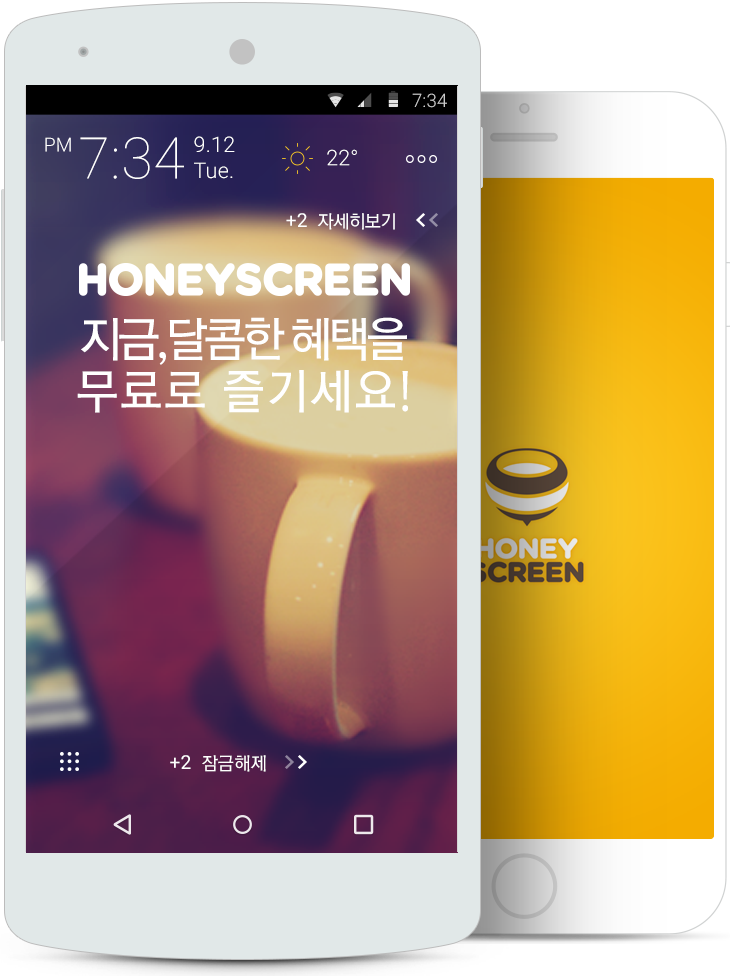 7:34
PM 7:34 9.12
Tue.
22°
+2 자세히보기
HONEYSCREEN
지금,달콤한 혜택을
무료로 즐기세요!
HONEY
SCREEN
+2 잠금해제